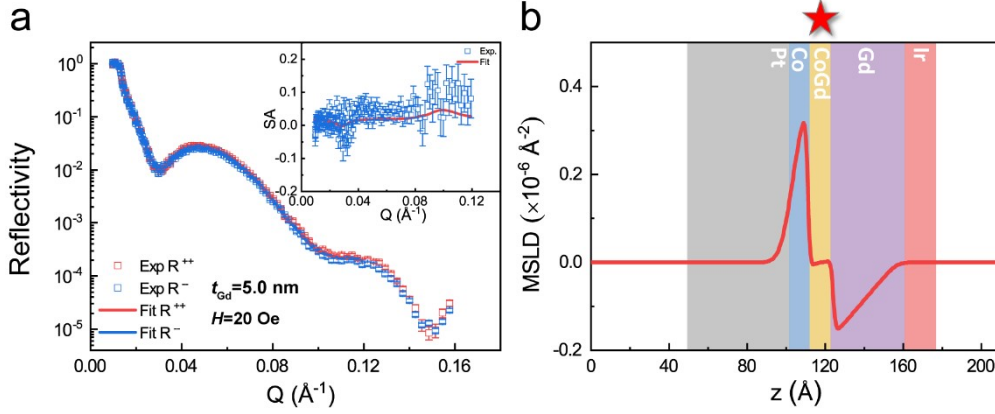 a
Reflectivity
10⁰
10⁻¹
10⁻²
10⁻³
10⁻⁴
10⁻⁵
0.00 0.04 0.08 0.12 0.16
Q (Å⁻¹)
Exp R⁺⁺
Exp R⁻
Fit R⁺⁺
Fit R⁻
t_Gd=5.0 nm
H=20 Oe
SA
0.2
0.1
0.0
-0.1
-0.2
0.00 0.04 0.08 0.12
Q (Å⁻¹)
Exp.
Fit
b
MSLD (×10⁻⁶ Å⁻²)
0.4
0.2
0.0
-0.2
0 40 80 120 160 200
z (Å)
Pt
Co
CoGd
Gd
Ir